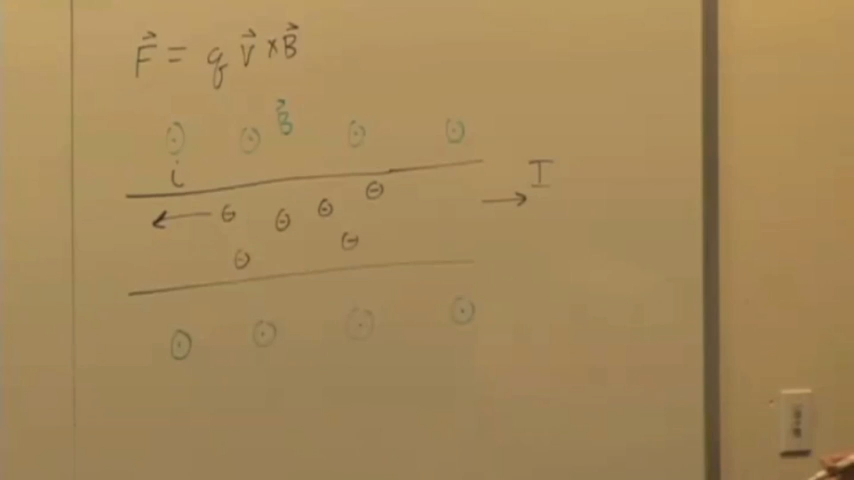 F⃗ = q v⃗ × B⃗
B⃗
i
I